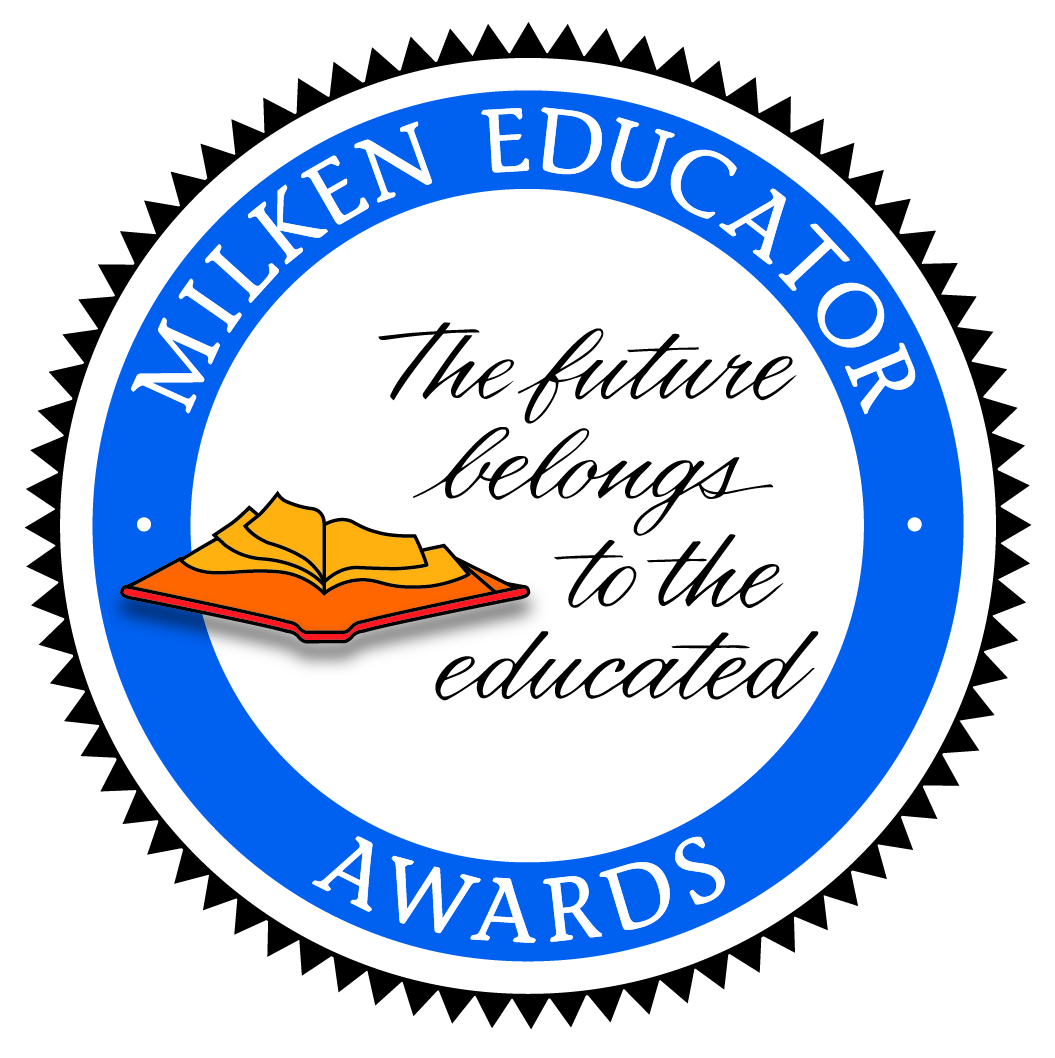 MILKEN EDUCATOR
The future
belongs
to the
educated
AWARDS